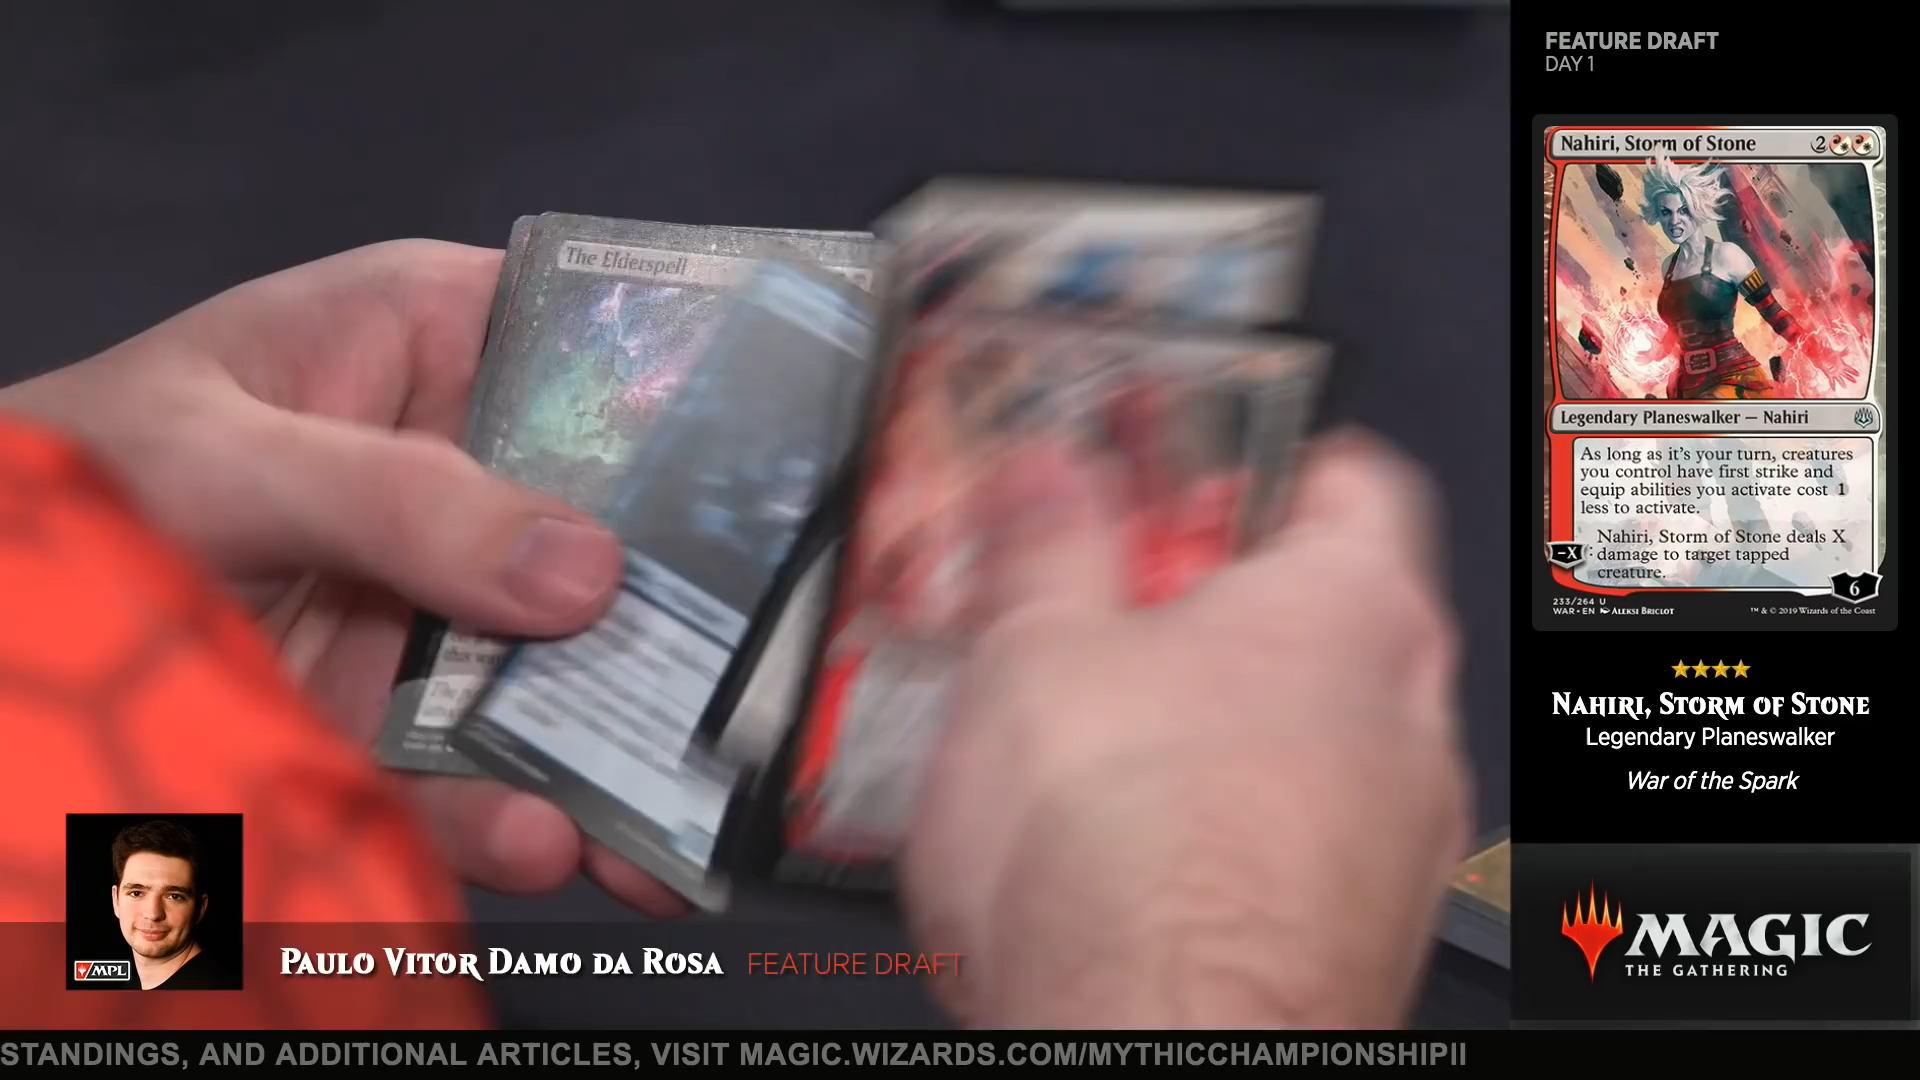 FEATURE DRAFT
DAY 1
Nahiri, Storm of Stone 2
Legendary Planeswalker — Nahiri
As long as it's your turn, creatures
you control have first strike and
equip abilities you activate cost 1
less to activate.
Nahiri, Storm of Stone deals X
-X : damage to target tapped
creature.
6
233/264 U
WAR • EN ALEKSI BRICLOT
™ & © 2019 Wizards of the Coast
NAHIRI, STORM OF STONE
Legendary Planeswalker
War of the Spark
MAGIC
THE GATHERING
The Elderspell
MPL
PAULO VITOR DAMO DA ROSA FEATURE DRAFT
STANDINGS, AND ADDITIONAL ARTICLES, VISIT MAGIC.WIZARDS.COM/MYTHICCHAMPIONSHIPII